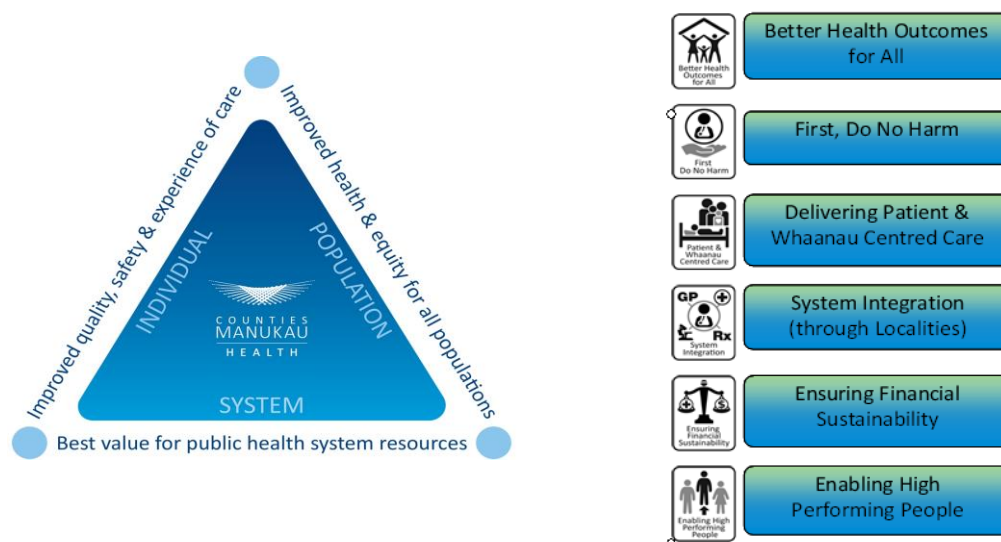 Improved quality, safety & experience of care
Improved health & equity for all populations
INDIVIDUAL
POPULATION
COUNTIES
MANUKAU
HEALTH
SYSTEM
Best value for public health system resources
Better Health
Outcomes
for All
Better Health Outcomes
for All
First
Do No Harm
First, Do No Harm
Patient &
Whaanau
Centred Care
Delivering Patient &
Whaanau Centred Care
GP
Rx
System
Integration
System Integration
(through Localities)
$
Ensuring
Financial
Sustainability
Ensuring Financial
Sustainability
Enabling High
Performing
People
Enabling High
Performing People